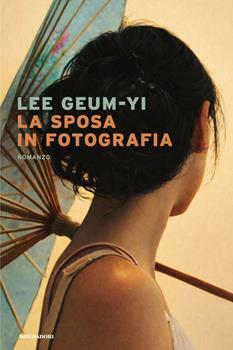 LEE GEUM-YI
LA SPOSA
IN FOTOGRAFIA
ROMANZO
MONDADORI